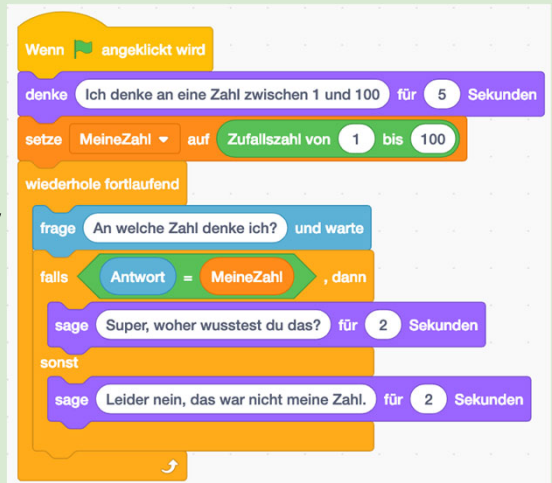 Wenn angeklickt wird
denke Ich denke an eine Zahl zwischen 1 und 100 für 5 Sekunden
setze MeineZahl auf Zufallszahl von 1 bis 100
wiederhole fortlaufend
frage An welche Zahl denke ich? und warte
falls Antwort = MeineZahl , dann
sage Super, woher wusstest du das? für 2 Sekunden
sonst
sage Leider nein, das war nicht meine Zahl. für 2 Sekunden